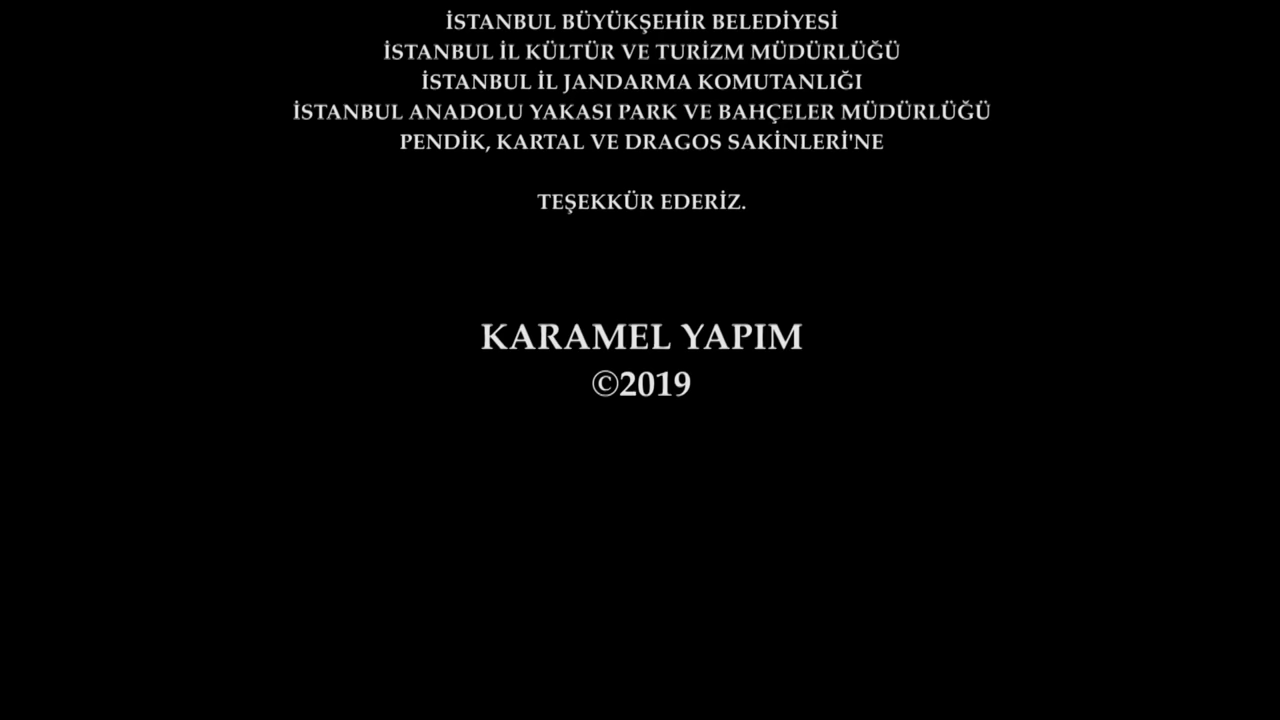 İSTANBUL BÜYÜKŞEHİR BELEDİYESİ
İSTANBUL İL KÜLTÜR VE TURİZM MÜDÜRLÜĞÜ
İSTANBUL İL JANDARMA KOMUTANLIĞI
İSTANBUL ANADOLU YAKASI PARK VE BAHÇELER MÜDÜRLÜĞÜ
PENDİK, KARTAL VE DRAGOS SAKİNLERİ'NE
TEŞEKKÜR EDERİZ.
KARAMEL YAPIM
©2019